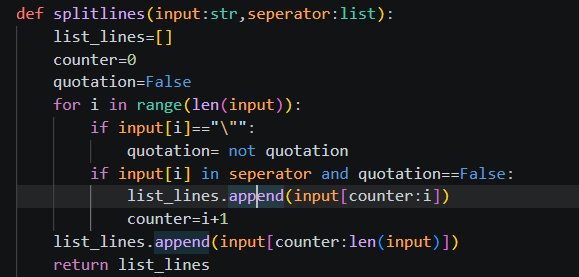 def splitlines(input:str,seperator:list):
    list_lines=[]
    counter=0
    quotation=False
    for i in range(len(input)):
        if input[i]=="\"":
            quotation= not quotation
        if input[i] in seperator and quotation==False:
            list_lines.append(input[counter:i])
            counter=i+1
    list_lines.append(input[counter:len(input)])
    return list_lines